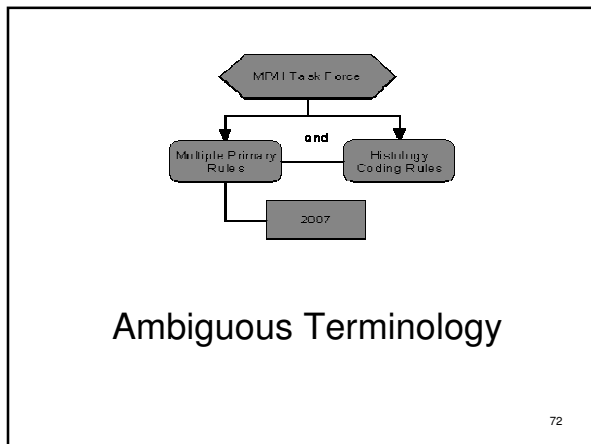 MP/H Task Force
and
Multiple Primary
Rules
Histology
Coding Rules
2007
Ambiguous Terminology
72